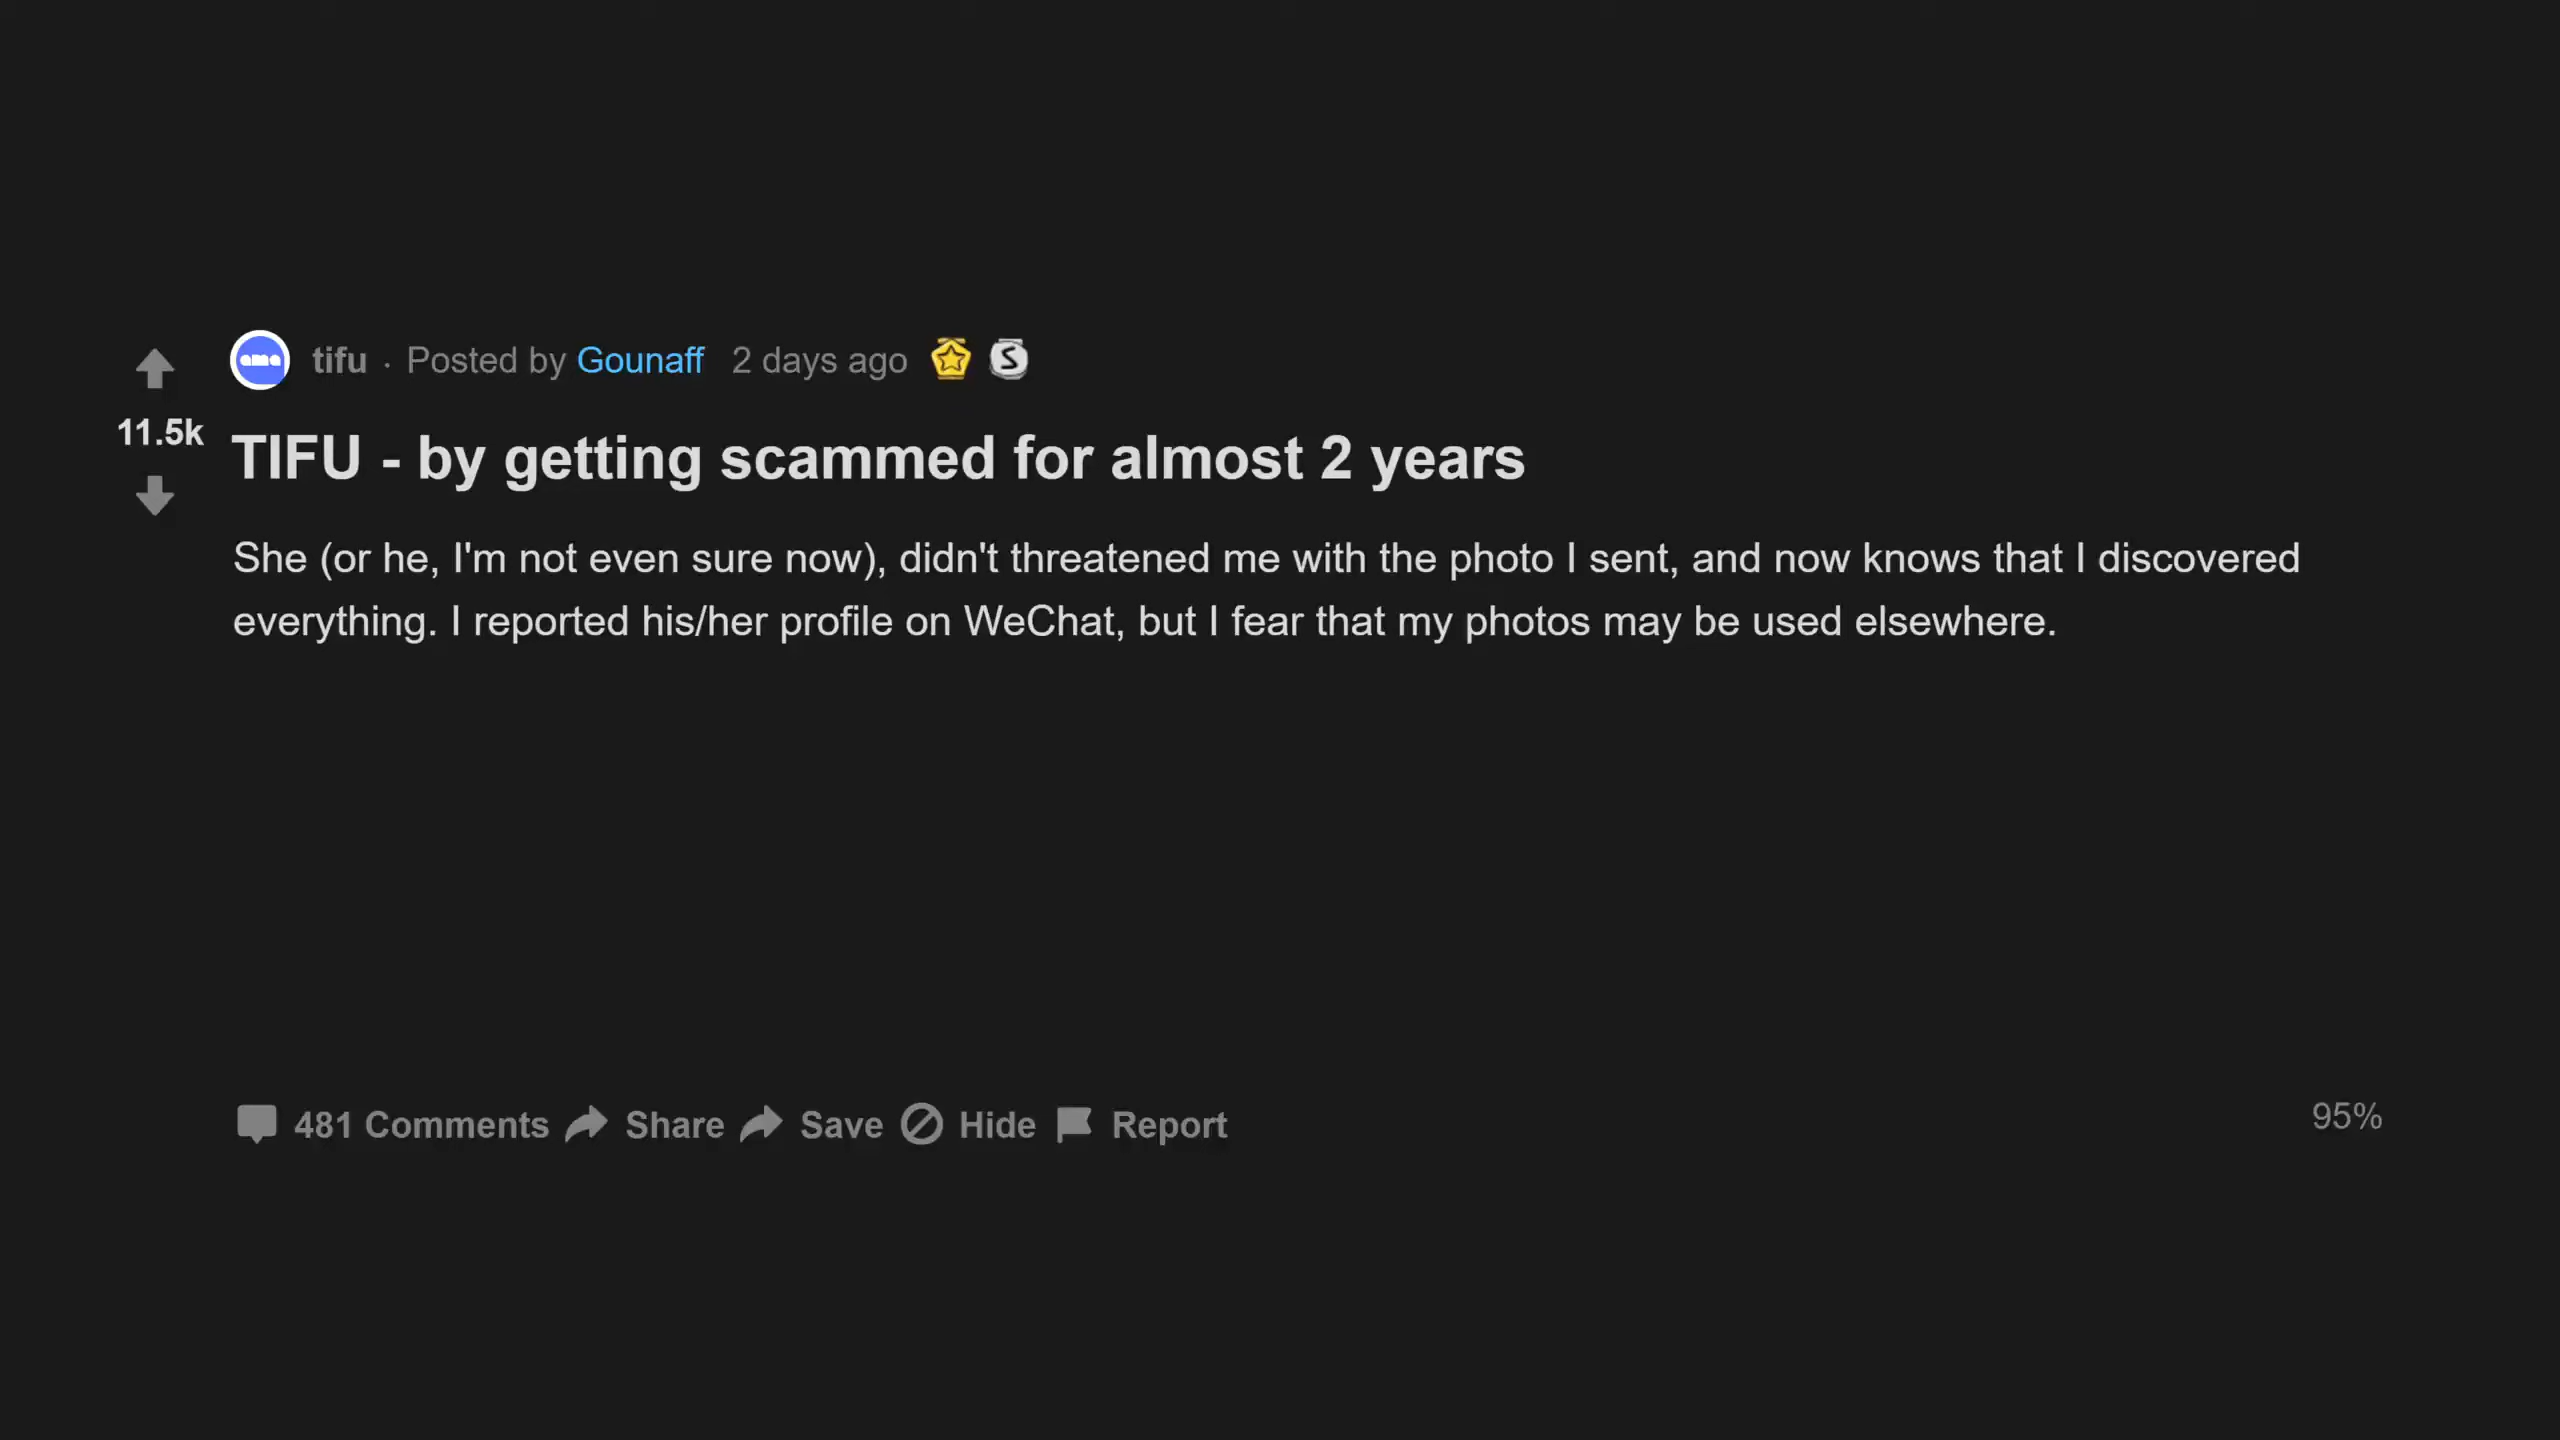 ama tifu · Posted by Gounaff 2 days ago S
11.5k
TIFU - by getting scammed for almost 2 years
She (or he, I'm not even sure now), didn't threatened me with the photo I sent, and now knows that I discovered
everything. I reported his/her profile on WeChat, but I fear that my photos may be used elsewhere.
481 Comments Share Save Hide Report 95%